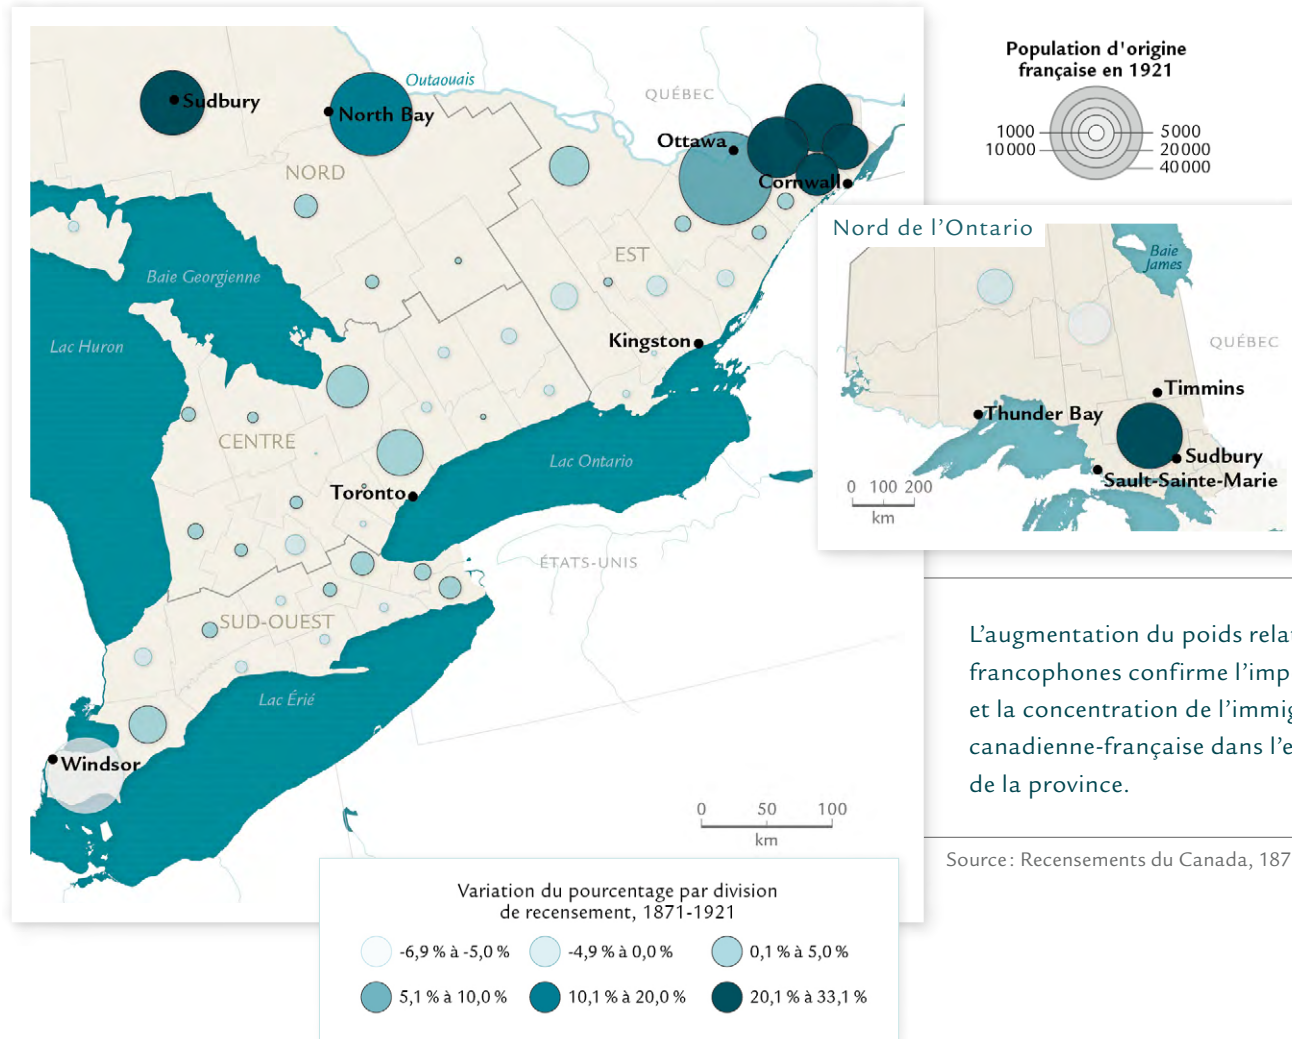 Outaouais
QUÉBEC
Sudbury
North Bay
Ottawa
Cornwall
NORD
EST
Baie Georgienne
Lac Huron
Kingston
CENTRE
Lac Ontario
Toronto
ÉTATS-UNIS
SUD-OUEST
Lac Érié
Windsor
0 50 100
km
Population d'origine
française en 1921
1000
10 000
5000
20 000
40 000
Nord de l'Ontario
Baie
James
QUÉBEC
Timmins
Thunder Bay
Sudbury
Sault-Sainte-Marie
0 100 200
km
L'augmentation du poids rela
francophones confirme l'imp
et la concentration de l'immig
canadienne-française dans l'e
de la province.
Source : Recensements du Canada, 187
Variation du pourcentage par division
de recensement, 1871-1921
-6,9 % à -5,0 % -4,9 % à 0,0 % 0,1 % à 5,0 %
5,1 % à 10,0 % 10,1 % à 20,0 % 20,1 % à 33,1 %